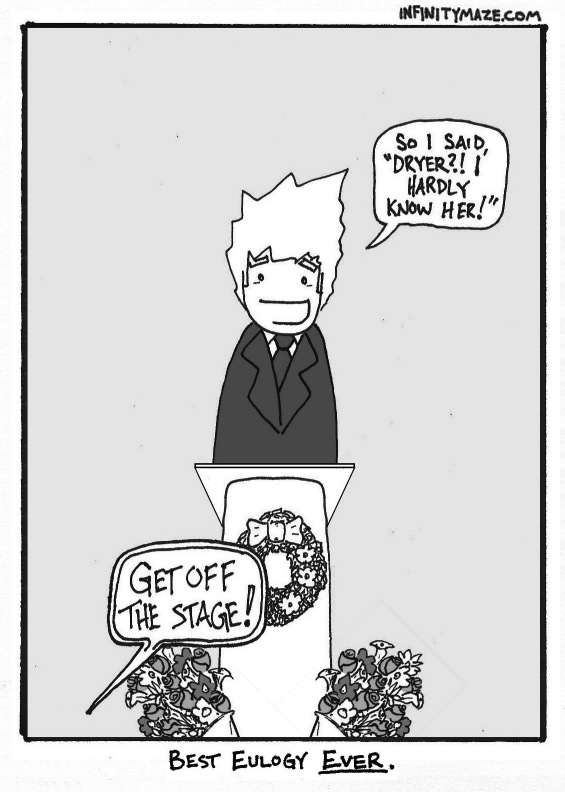 INFINITYMAZE.COM
SO I SAID,
"DRYER?! I
HARDLY
KNOW HER!"
GET OFF
THE STAGE!
BEST EULOGY EVER.